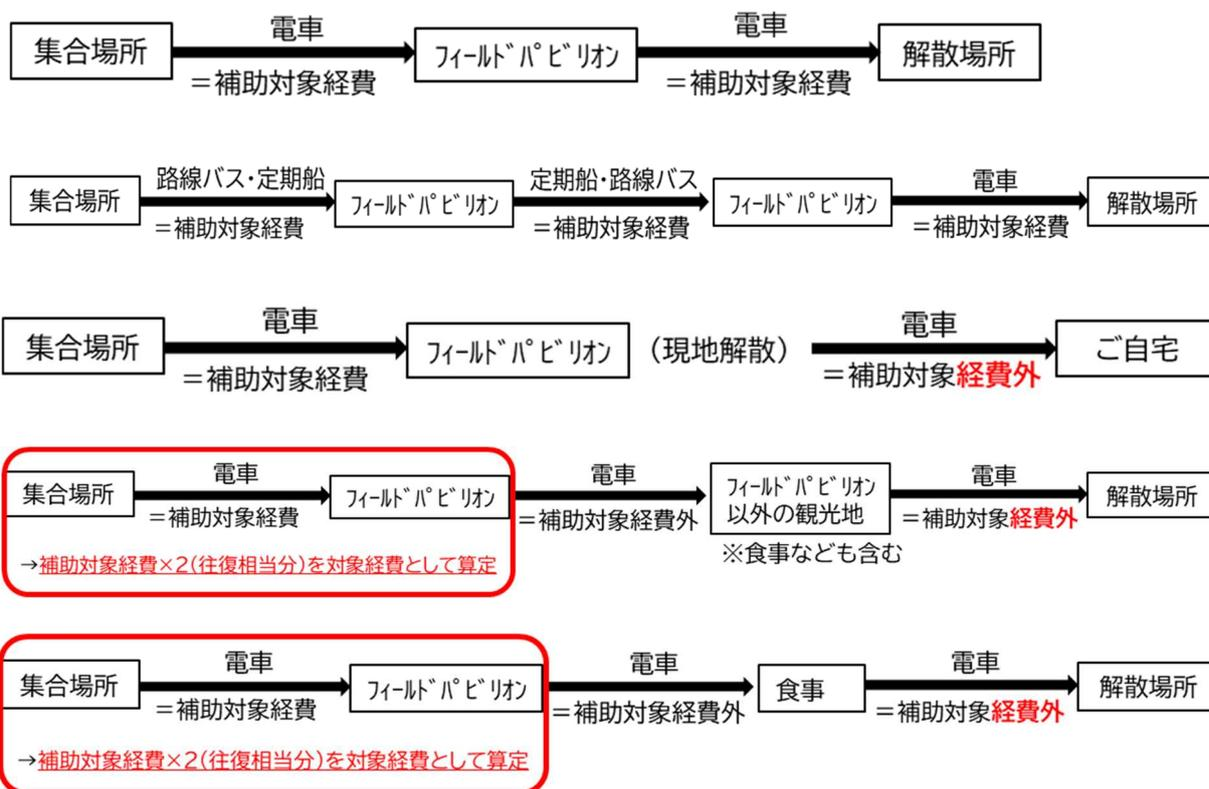 電車 電車
集合場所 フィールドパビリオン 解散場所
＝補助対象経費 ＝補助対象経費
路線バス・定期船 定期船・路線バス 電車
集合場所 フィールドパビリオン フィールドパビリオン 解散場所
＝補助対象経費 ＝補助対象経費 ＝補助対象経費
電車 電車
集合場所 フィールドパビリオン （現地解散） ご自宅
＝補助対象経費 ＝補助対象経費外
電車 電車 電車
集合場所 フィールドパビリオン フィールドパビリオン 解散場所
以外の観光地
＝補助対象経費 ＝補助対象経費外 ＝補助対象経費外
※食事なども含む
→補助対象経費×2（往復相当分）を対象経費として算定
電車 電車 電車
集合場所 フィールドパビリオン 食事 解散場所
＝補助対象経費 ＝補助対象経費外 ＝補助対象経費外
→補助対象経費×2（往復相当分）を対象経費として算定